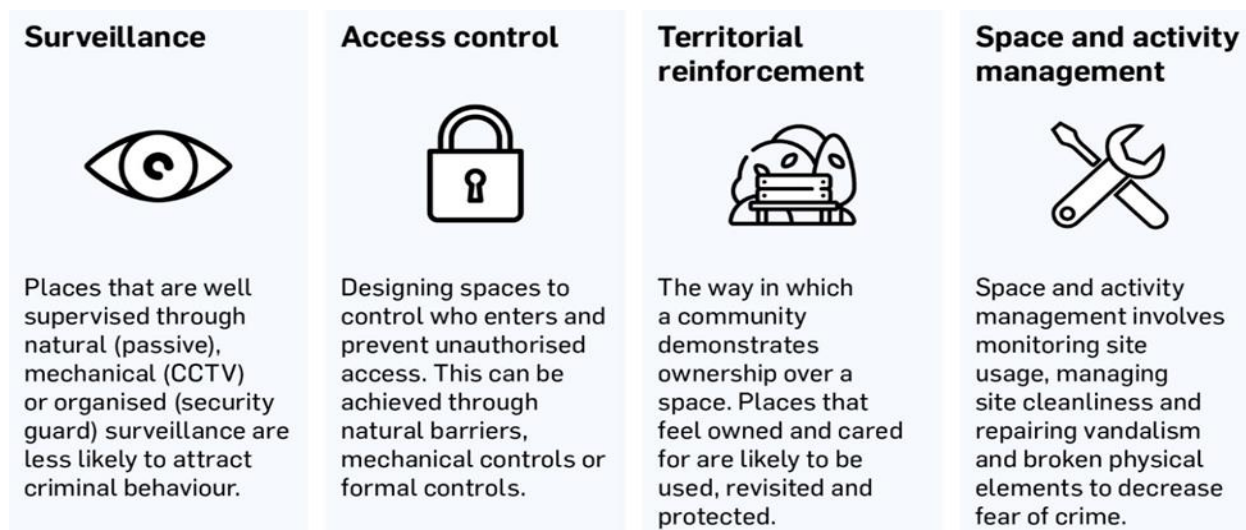 Surveillance
Places that are well
supervised through
natural (passive),
mechanical (CCTV)
or organised (security
guard) surveillance are
less likely to attract
criminal behaviour.
Access control
Designing spaces to
control who enters and
prevent unauthorised
access. This can be
achieved through
natural barriers,
mechanical controls or
formal controls.
Territorial
reinforcement
The way in which
a community
demonstrates
ownership over a
space. Places that
feel owned and cared
for are likely to be
used, revisited and
protected.
Space and activity
management
Space and activity
management involves
monitoring site
usage, managing
site cleanliness and
repairing vandalism
and broken physical
elements to decrease
fear of crime.